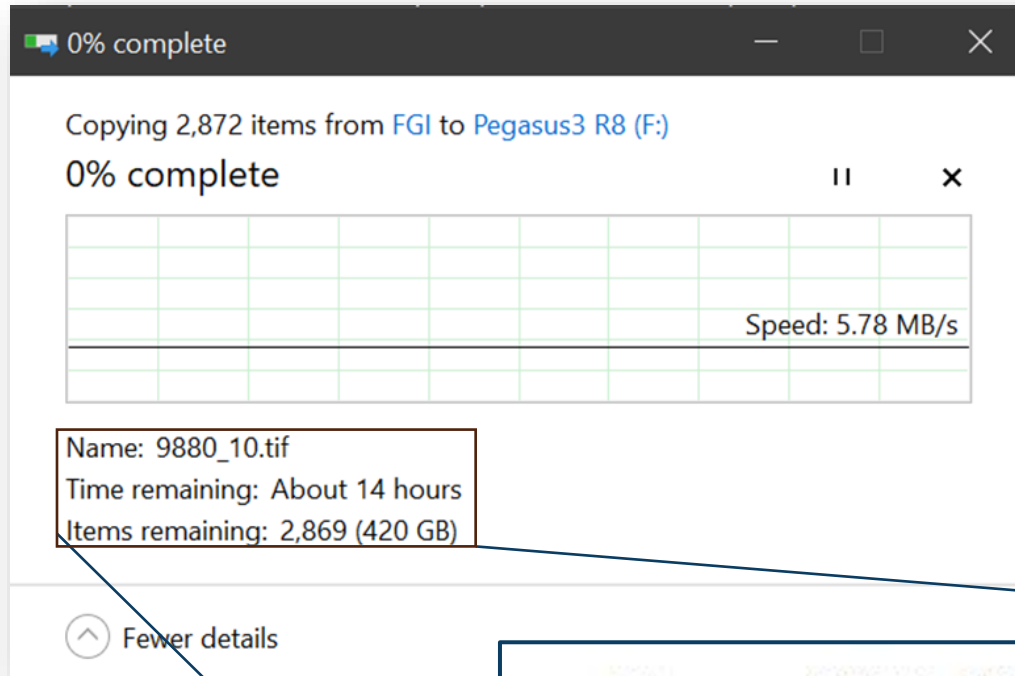 0% complete
Copying 2,872 items from FGI to Pegasus3 R8 (F:)
0% complete
Speed: 5.78 MB/s
Name: 9880_10.tif
Time remaining: About 14 hours
Items remaining: 2,869 (420 GB)
Fewer details